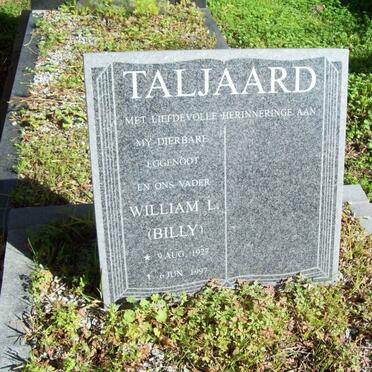 TALJAARD
MET LIEFDEVOLLE HERINNERINGE AAN
MY DIERBARE
EGGENOOT
EN ONS VADER
WILLIAM L.
(BILLY)
★ 9 AUG. 1927
† 6 JUN. 1997